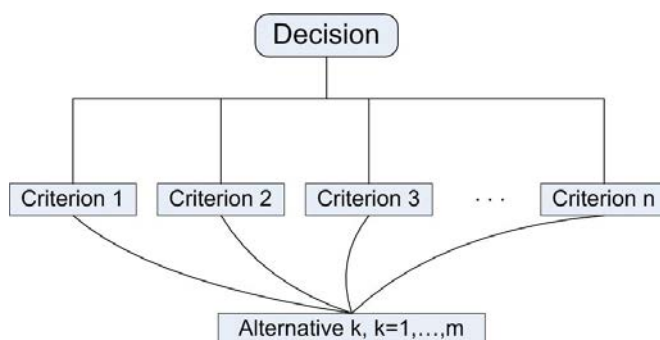 Decision
Criterion 1
Criterion 2
Criterion 3
. . .
Criterion n
Alternative k, k=1,...,m